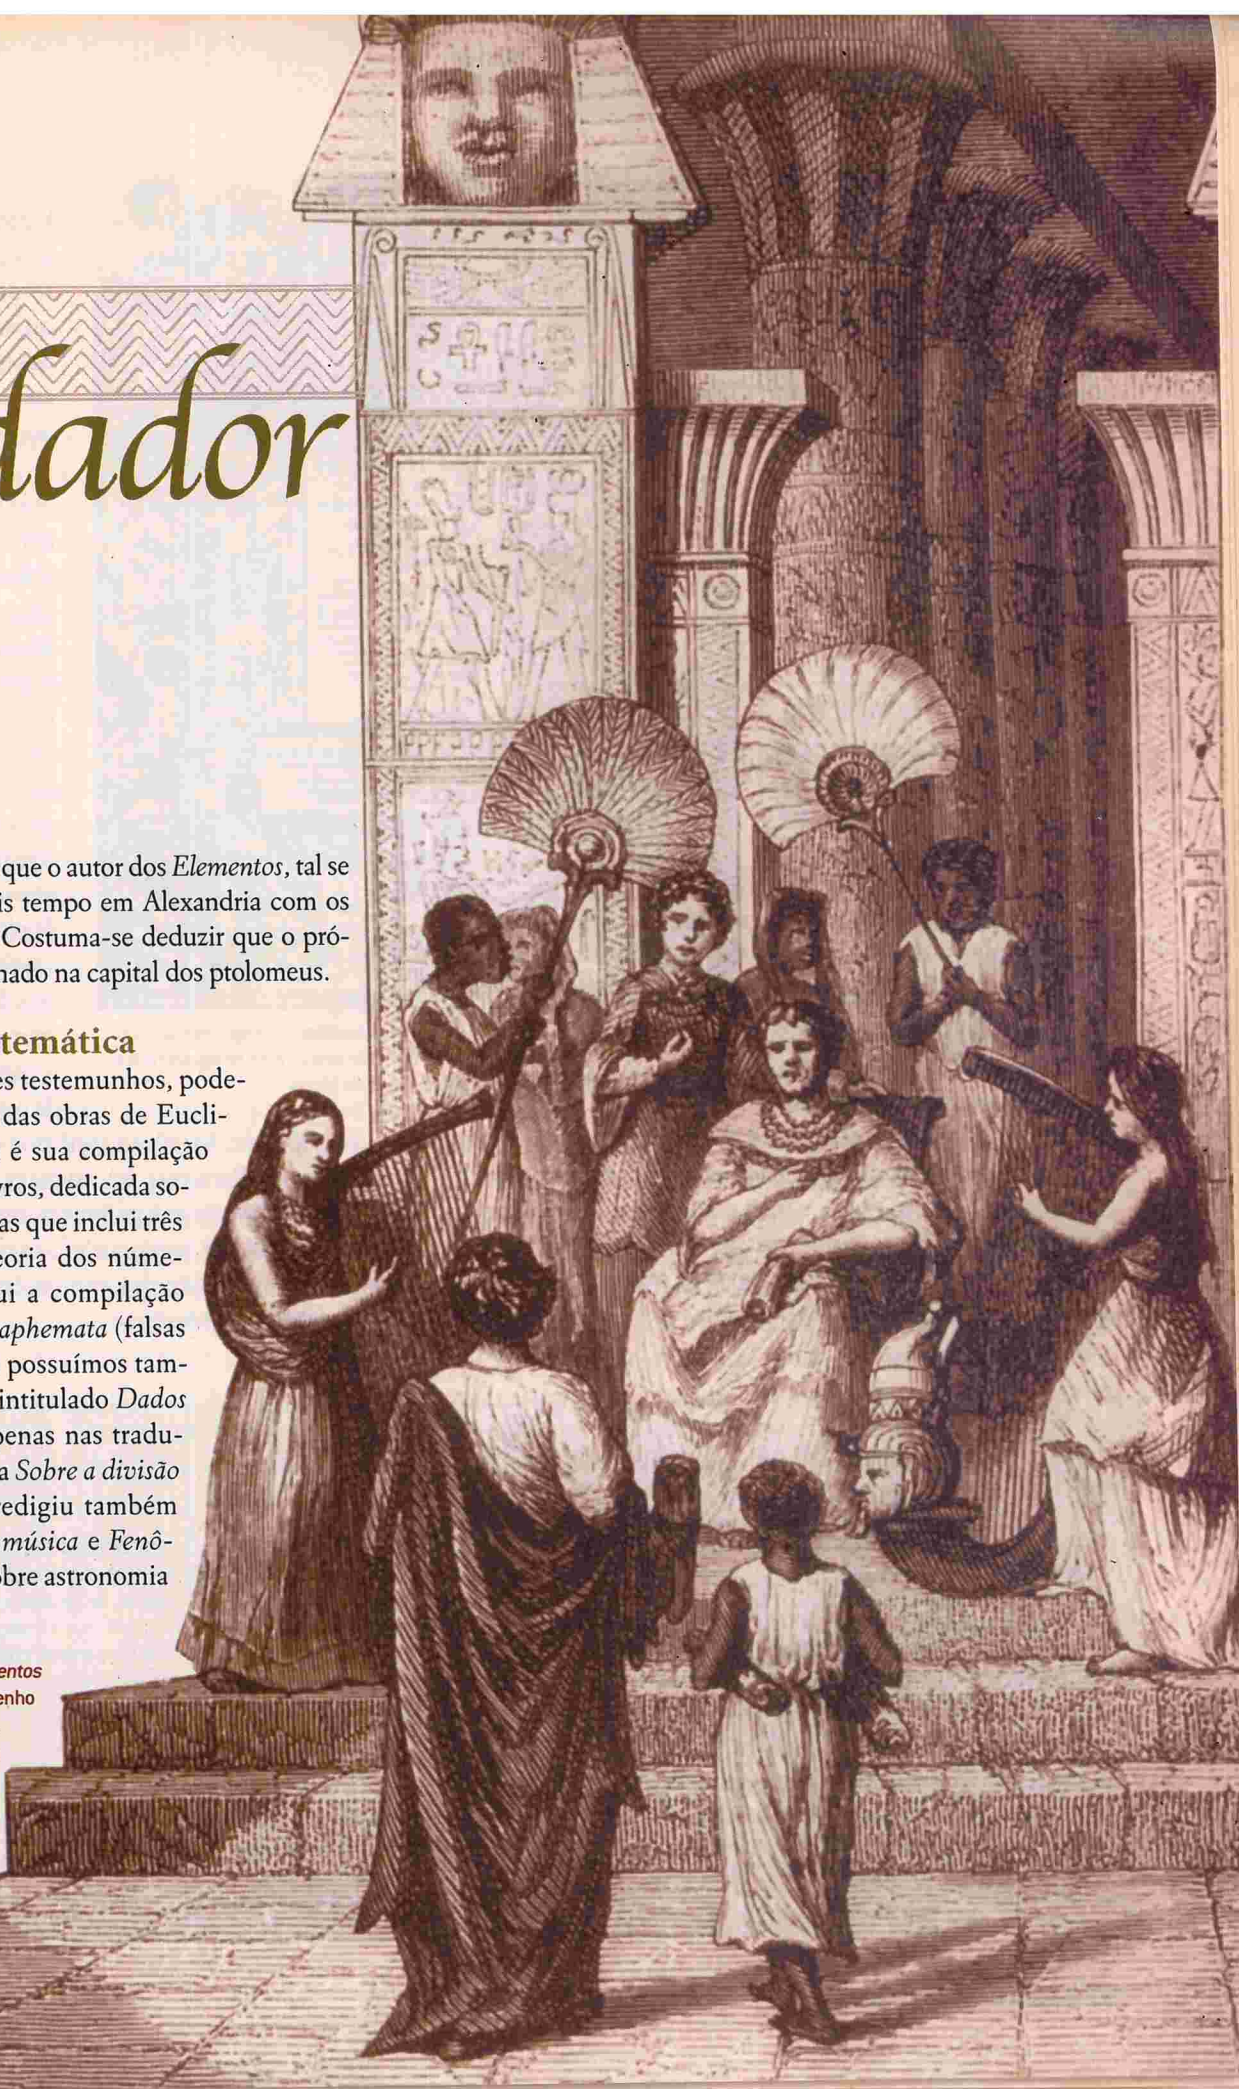 dador
que o autor dos Elementos, tal se
is tempo em Alexandria com os
Costuma-se deduzir que o pró-
nado na capital dos ptolomeus.
temática
es testemunhos, pode-
das obras de Eucli-
é sua compilação
vros, dedicada so-
as que inclui três
eoria dos núme-
ui a compilação
aphemata (falsas
possuímos tam-
intitulado Dados
penas nas tradu-
a Sobre a divisão
redigiu também
música e Fenô-
obre astronomia
entos
enho